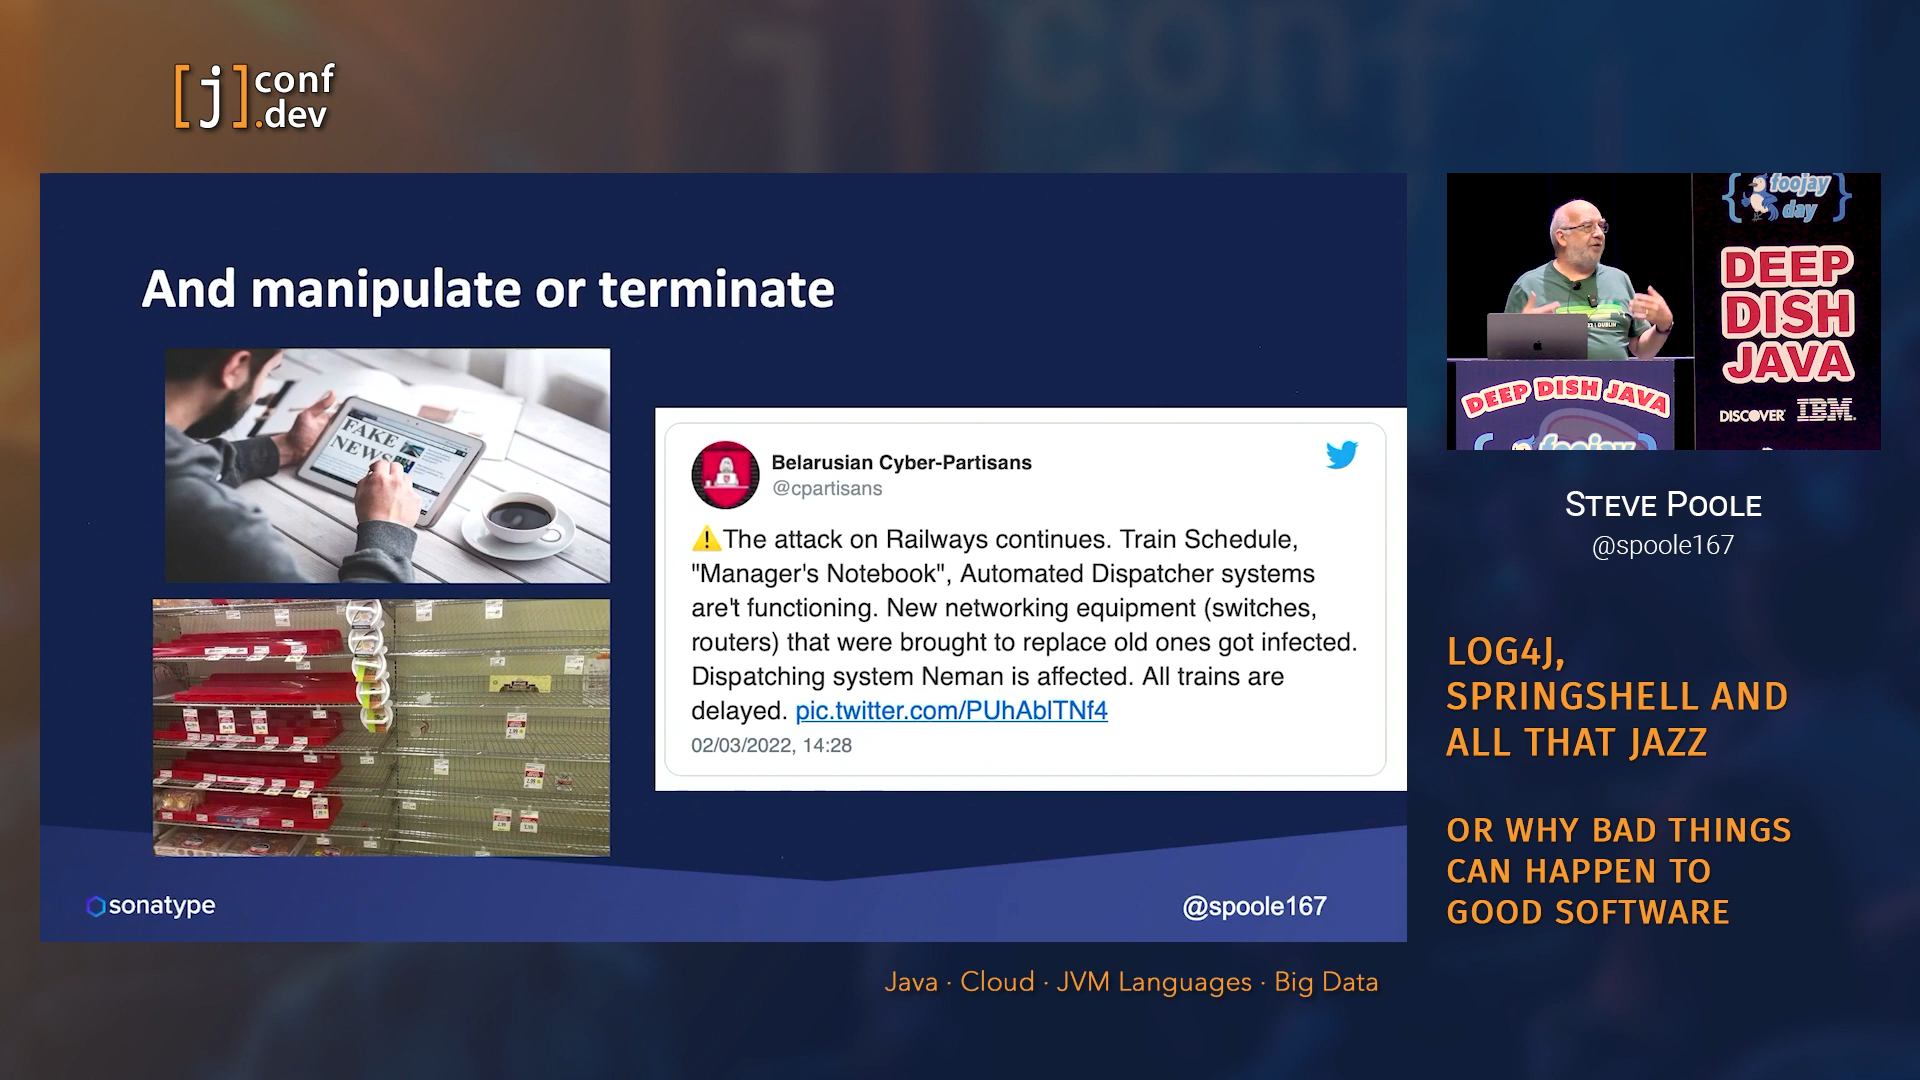 [j]conf
.dev
And manipulate or terminate
FAKE
NEWS
Belarusian Cyber-Partisans
@cpartisans
⚠️The attack on Railways continues. Train Schedule,
"Manager's Notebook", Automated Dispatcher systems
are't functioning. New networking equipment (switches,
routers) that were brought to replace old ones got infected.
Dispatching system Neman is affected. All trains are
delayed. pic.twitter.com/PUhAblTNf4
02/03/2022, 14:28
sonatype
@spoole167
{foojay
day}
DEEP
DISH
JAVA
DISCOVER IBM.
DUBLIN
DEEP DISH JAVA
{foojay
STEVE POOLE
@spoole167
LOG4J,
SPRINGSHELL AND
ALL THAT JAZZ
OR WHY BAD THINGS
CAN HAPPEN TO
GOOD SOFTWARE
Java · Cloud · JVM Languages · Big Data